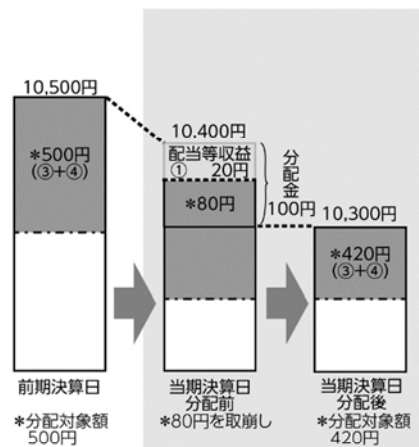 10,500円
*500円
(③+④)
前期決算日
*分配対象額
500円
10.400円
配当等収益
① 20円
*80円
分配金
100円
当期決算日
分配前
*80円を取崩し
10,300円
*420円
(③+④)
当期決算日
分配後
*分配対象額
420円